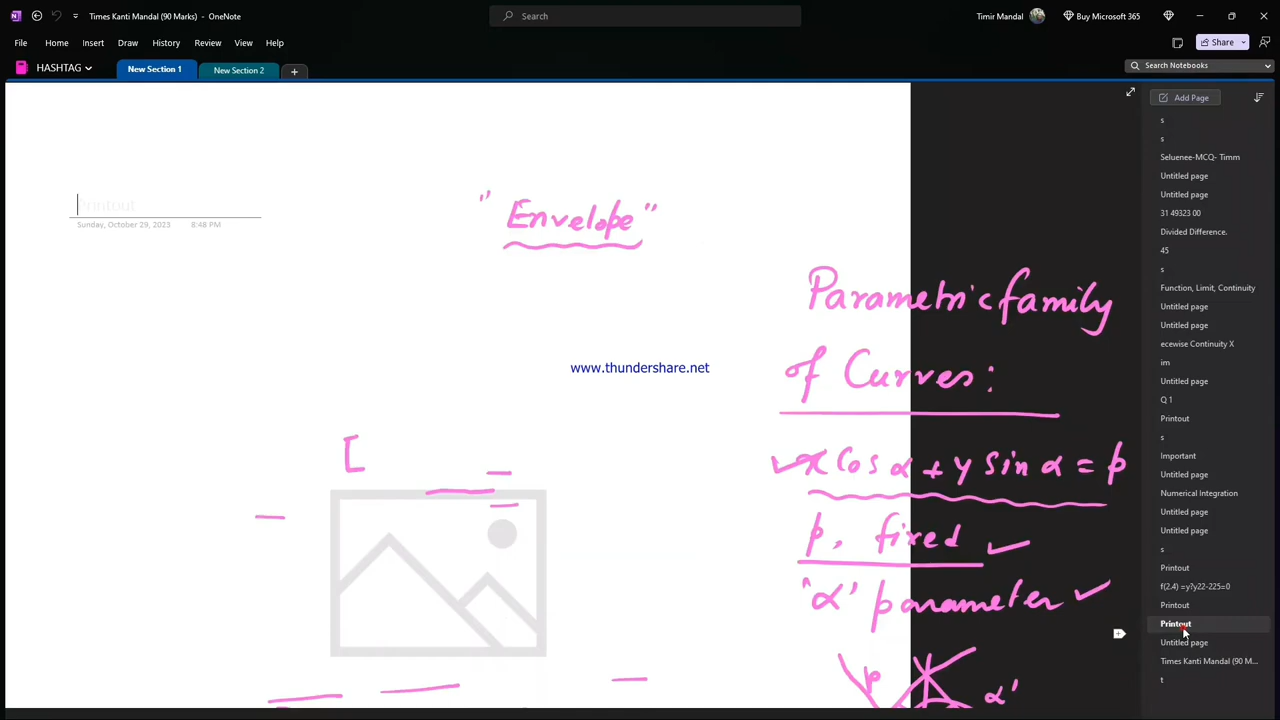 Times Kanti Mandal (90 Marks) - OneNote
Search
Timir Mandal
Buy Microsoft 365
File Home Insert Draw History Review View Help
Share
HASHTAG
New Section 1
New Section 2
Search Notebooks
Add Page
Printout
Sunday, October 29, 2023 8:48 PM
"Envelope"
Parametric family
of Curves:
x Cos α + y Sin α = p
p, fixed
'α' parameter
p
α'
www.thundershare.net
s
s
Seluenee-MCQ- Timm
Untitled page
Untitled page
31 49323 00
Divided Difference.
45
s
Function, Limit, Continuity
Untitled page
Untitled page
ecewise Continuity X
im
Untitled page
Q 1
Printout
s
Important
Untitled page
Numerical Integration
Untitled page
Untitled page
s
Printout
f(2.4) =y?y22-225=0
Printout
Printout
Untitled page
Times Kanti Mandal (90 M...
t